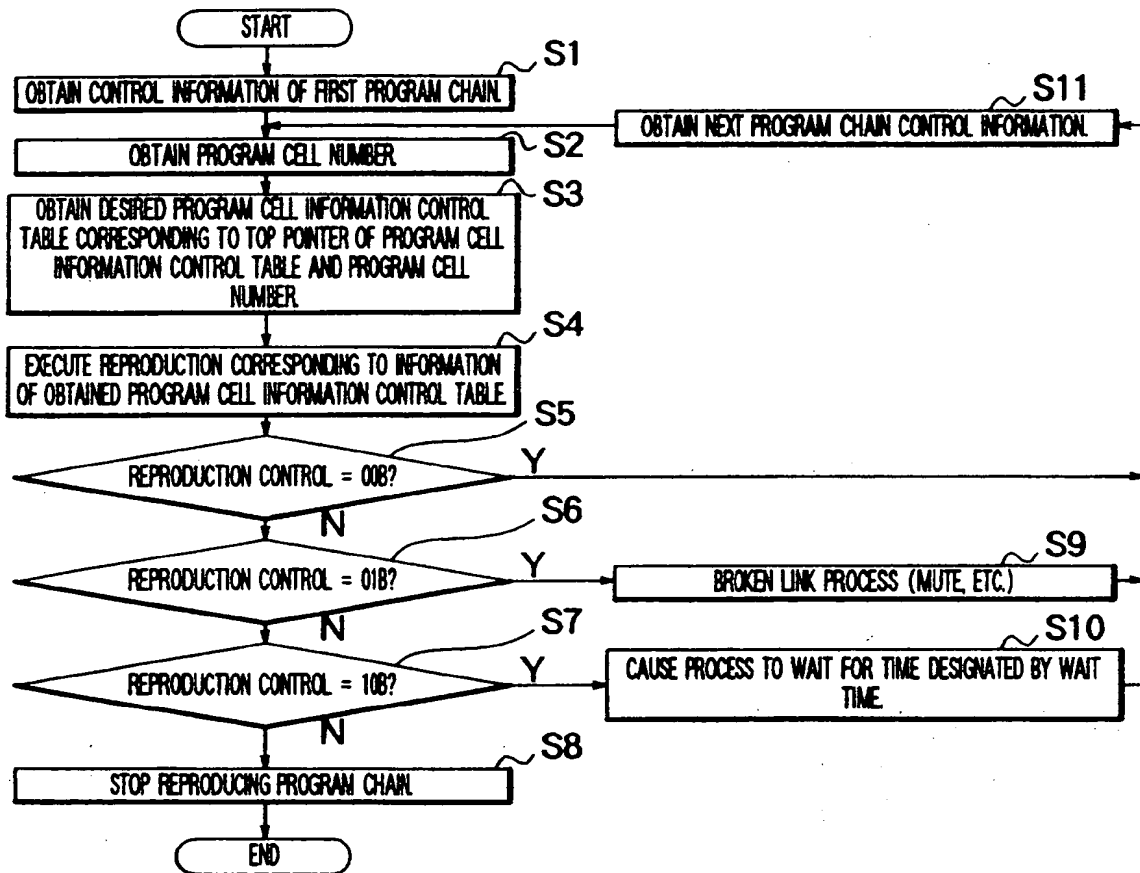 START
S1
OBTAIN CONTROL INFORMATION OF FIRST PROGRAM CHAIN.
S11
OBTAIN NEXT PROGRAM CHAIN CONTROL INFORMATION.
S2
OBTAIN PROGRAM CELL NUMBER.
S3
OBTAIN DESIRED PROGRAM CELL INFORMATION CONTROL
TABLE CORRESPONDING TO TOP POINTER OF PROGRAM CELL
INFORMATION CONTROL TABLE AND PROGRAM CELL
NUMBER.
S4
EXECUTE REPRODUCTION CORRESPONDING TO INFORMATION
OF OBTAINED PROGRAM CELL INFORMATION CONTROL TABLE.
S5
REPRODUCTION CONTROL = 00B?
Y
N
S6
REPRODUCTION CONTROL = 01B?
Y
S9
BROKEN LINK PROCESS (MUTE, ETC.)
N
S7
REPRODUCTION CONTROL = 10B?
Y
S10
CAUSE PROCESS TO WAIT FOR TIME DESIGNATED BY WAIT
TIME.
N
S8
STOP REPRODUCING PROGRAM CHAIN.
END